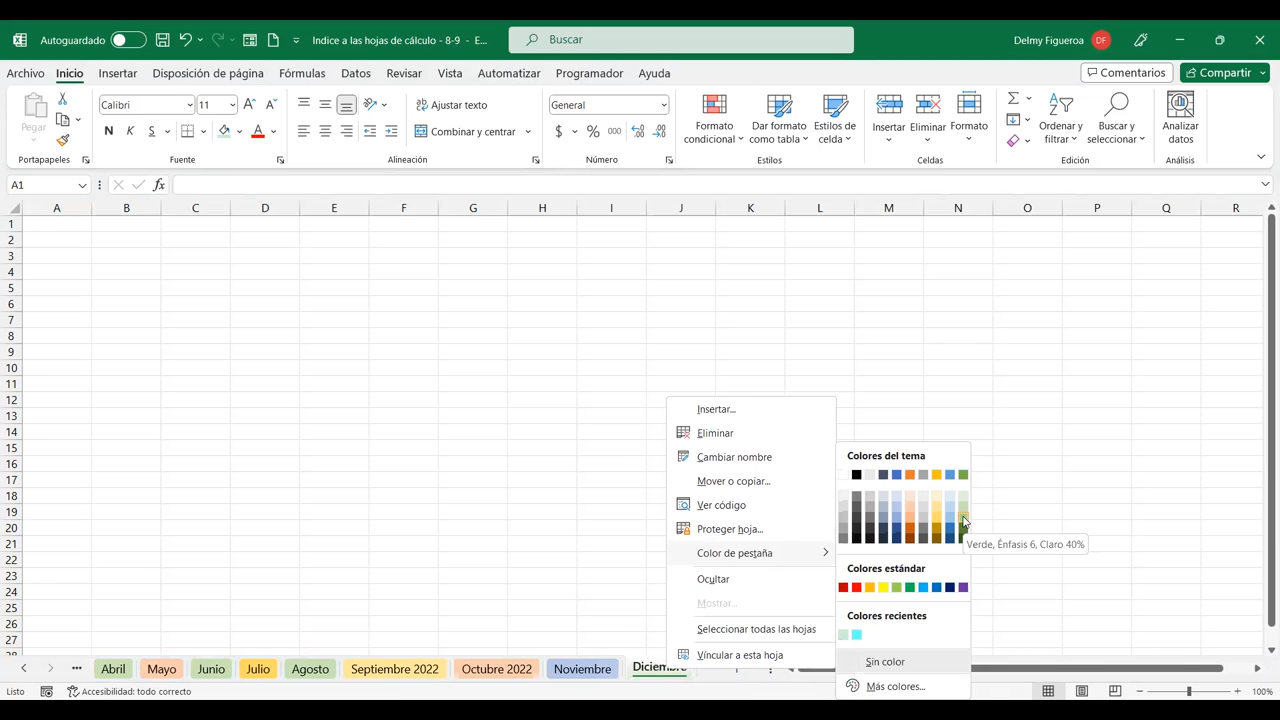 Autoguardado
Indice a las hojas de cálculo - 8-9 - E...
Buscar
Delmy Figueroa
DF
Archivo Inicio Insertar Disposición de página Fórmulas Datos Revisar Vista Automatizar Programador Ayuda
Comentarios
Compartir
Pegar
Portapapeles
Calibri
11
N K S
Fuente
Ajustar texto
Combinar y centrar
Alineación
General
$ % 000
Número
Formato condicional
Dar formato como tabla
Estilos de celda
Estilos
Insertar
Eliminar
Formato
Celdas
Ordenar y filtrar
Buscar y seleccionar
Edición
Analizar datos
Análisis
A1
fx
A B C D E F G H I J K L M N O P Q R
1
2
3
4
5
6
7
8
9
10
11
12
13
14
15
16
17
18
19
20
21
22
23
24
25
26
27
Insertar...
Eliminar
Cambiar nombre
Mover o copiar...
Ver código
Proteger hoja...
Color de pestaña
Ocultar
Mostrar...
Seleccionar todas las hojas
Vincular a esta hoja
Colores del tema
Verde, Énfasis 6, Claro 40%
Colores estándar
Colores recientes
Sin color
Más colores...
Abril Mayo Junio Julio Agosto Septiembre 2022 Octubre 2022 Noviembre Diciembre
Listo
Accesibilidad: todo correcto
100%